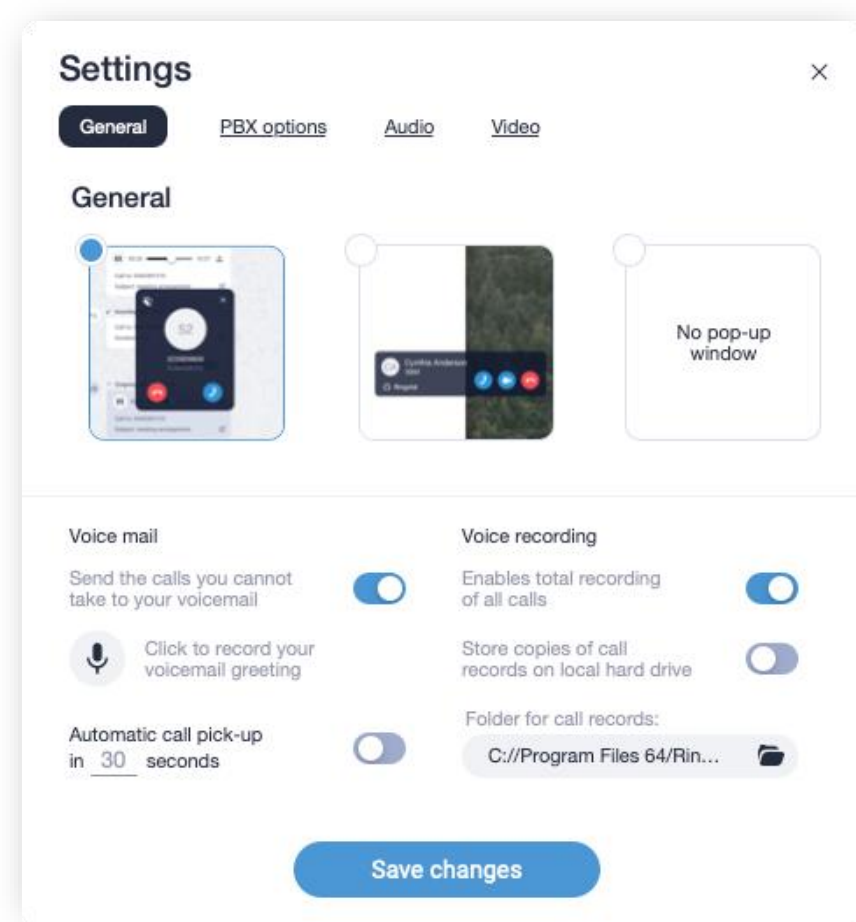 Settings
General PBX options Audio Video
General
52
Cynthia Anderson
No pop-up
window
Voice mail
Send the calls you cannot
take to your voicemail
Click to record your
voicemail greeting
Automatic call pick-up
in 30 seconds
Voice recording
Enables total recording
of all calls
Store copies of call
records on local hard drive
Folder for call records:
C://Program Files 64/Rin...
Save changes